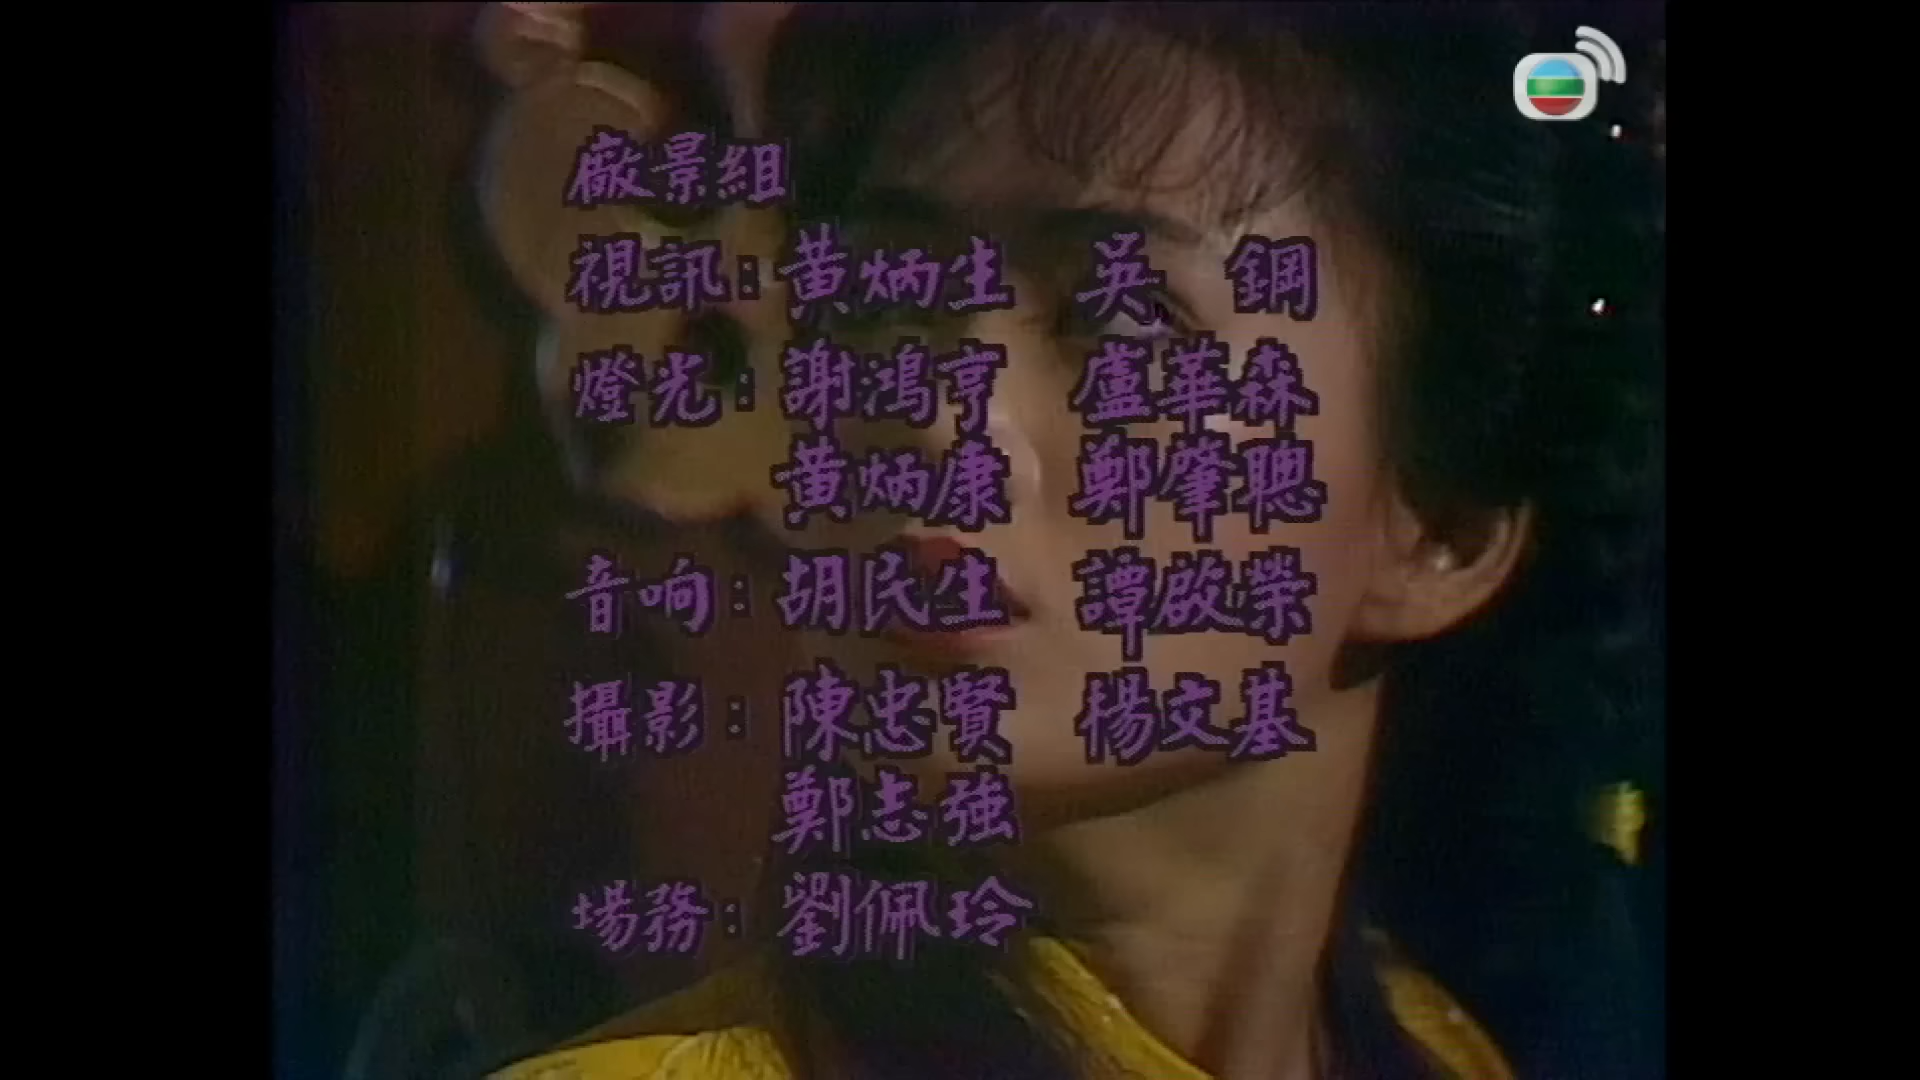 廠景組
視訊：黃炳生 吳 鋼
燈光：謝鴻亨 盧華森
黃炳康 鄭肇聰
音响：胡民生 譚啟榮
攝影：陳忠賢 楊文基
鄭志強
場務：劉佩玲